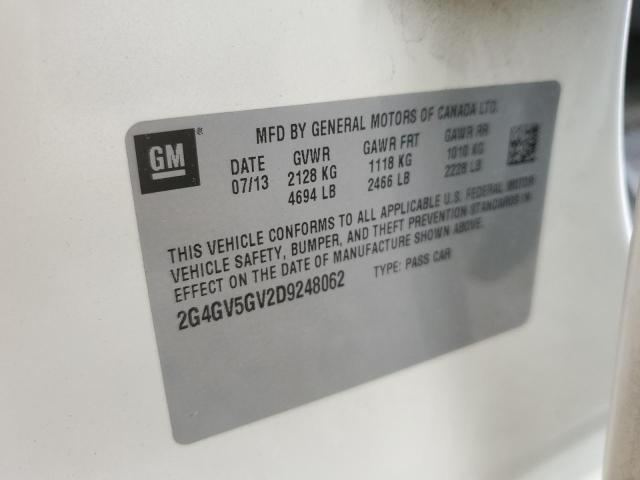 GM
MFD BY GENERAL MOTORS OF CANADA LTD.
DATE GVWR GAWR FRT GAWR RR
07/13 2128 KG 1118 KG 1010 KG
4694 LB 2466 LB 2228 LB
THIS VEHICLE CONFORMS TO ALL APPLICABLE U.S. FEDERAL MOTOR
VEHICLE SAFETY, BUMPER, AND THEFT PREVENTION STANDARDS IN
EFFECT ON THE DATE OF MANUFACTURE SHOWN ABOVE.
2G4GV5GV2D9248062 TYPE: PASS CAR